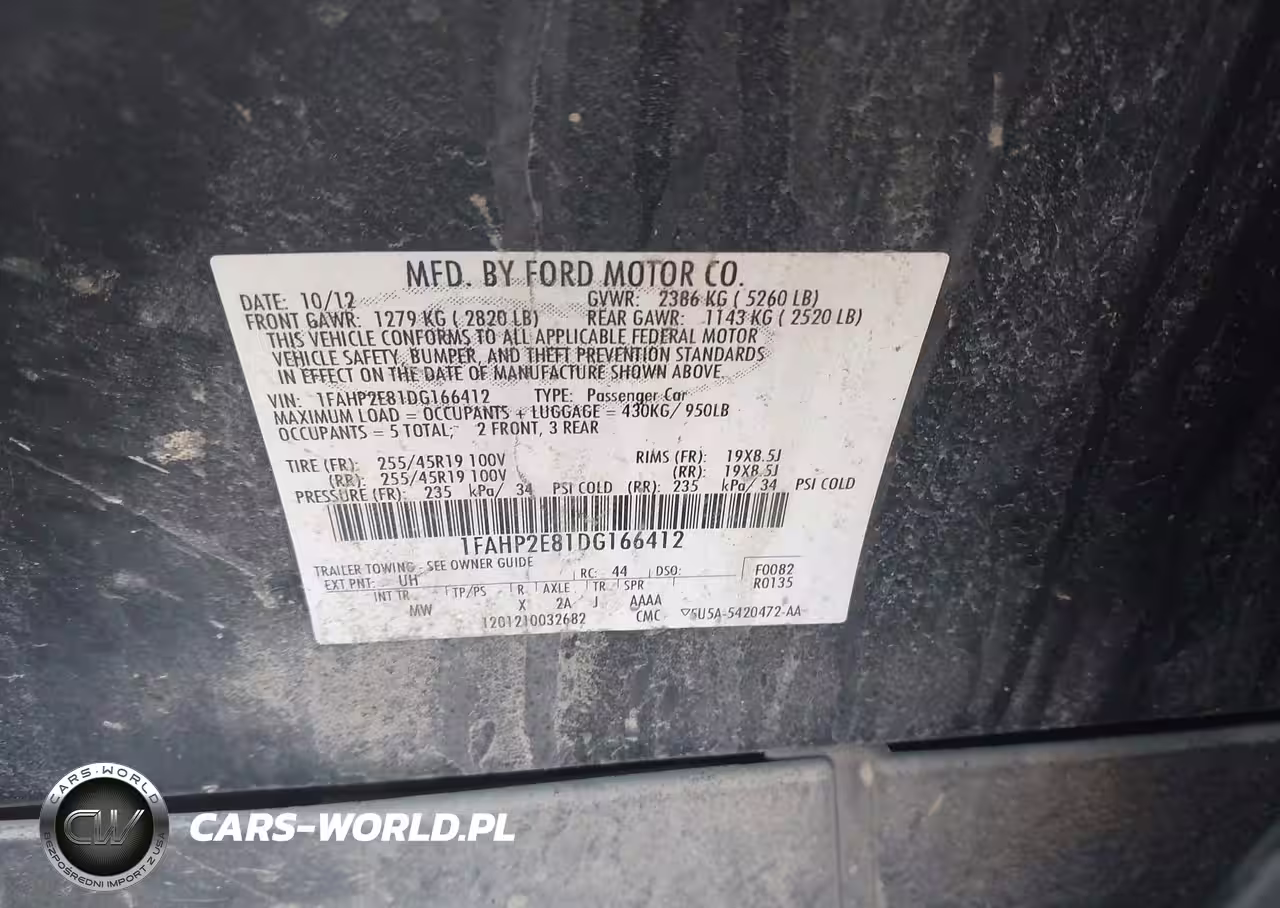 MFD. BY FORD MOTOR CO.
DATE: 10/12 GVWR: 2386 KG ( 5260 LB)
FRONT GAWR: 1279 KG ( 2820 LB) REAR GAWR: 1143 KG ( 2520 LB)
THIS VEHICLE CONFORMS TO ALL APPLICABLE FEDERAL MOTOR
VEHICLE SAFETY, BUMPER, AND THEFT PREVENTION STANDARDS
IN EFFECT ON THE DATE OF MANUFACTURE SHOWN ABOVE.
VIN: 1FAHP2E81DG166412 TYPE: Passenger Car
MAXIMUM LOAD = OCCUPANTS + LUGGAGE = 430KG/ 950LB
OCCUPANTS = 5 TOTAL; 2 FRONT, 3 REAR
TIRE (FR): 255/45R19 100V RIMS (FR): 19X8.5J
(RR): 255/45R19 100V (RR): 19X8.5J
PRESSURE (FR): 235 kPa/ 34 PSI COLD (RR): 235 kPa/ 34 PSI COLD
1FAHP2E81DG166412
TRAILER TOWING - SEE OWNER GUIDE
EXT PNT: UH RC: 44 DSO: F0082
R0135
INT TR TP/PS R AXLE TR SPR
MW X 2A J AAAA
1201210032682 CMC ▽5U5A-5420472-AA
CARS-WORLD
CW
BEZPOŚREDNI IMPORT Z USA
CARS-WORLD.PL